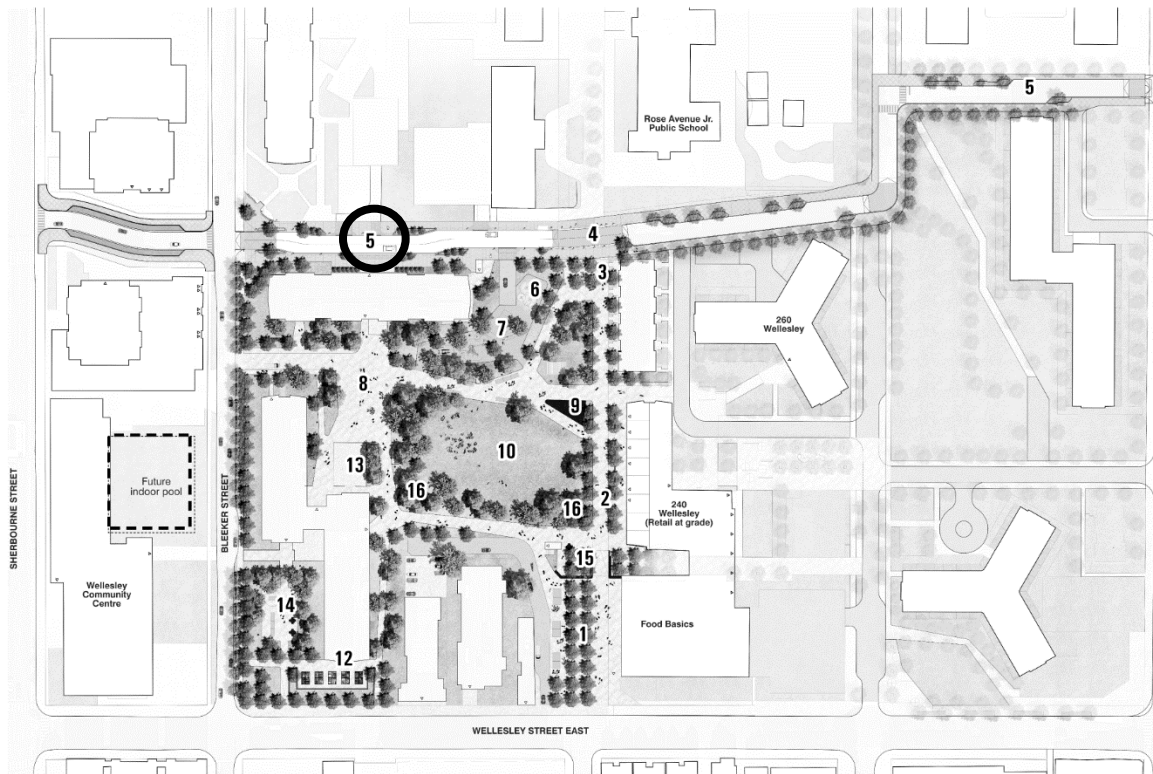 5
Rose Avenue Jr.
Public School
5
4
3
6
7
260
Wellesley
8
9
10
13
Future
indoor pool
16
16
2
240
Wellesley
(Retail at grade)
SHERBOURNE STREET
BLEEKER STREET
15
Wellesley
Community
Centre
14
1
Food Basics
12
WELLESLEY STREET EAST